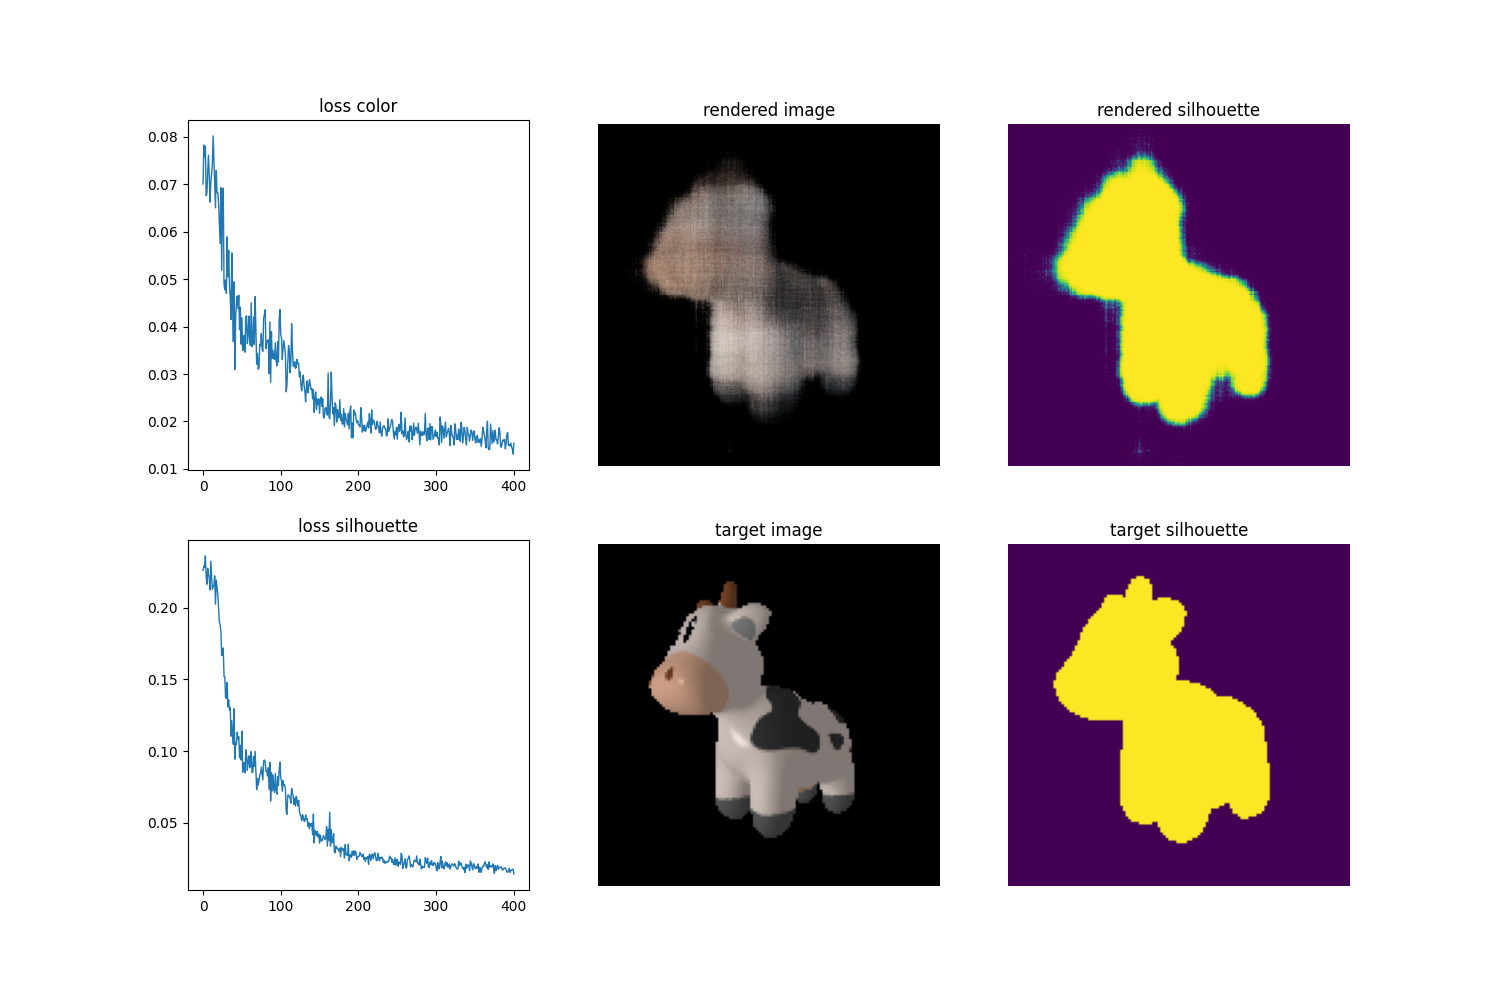 loss color
0.08
0.07
0.06
0.05
0.04
0.03
0.02
0.01
0 100 200 300 400
rendered image
rendered silhouette
loss silhouette
0.20
0.15
0.10
0.05
0 100 200 300 400
target image
target silhouette